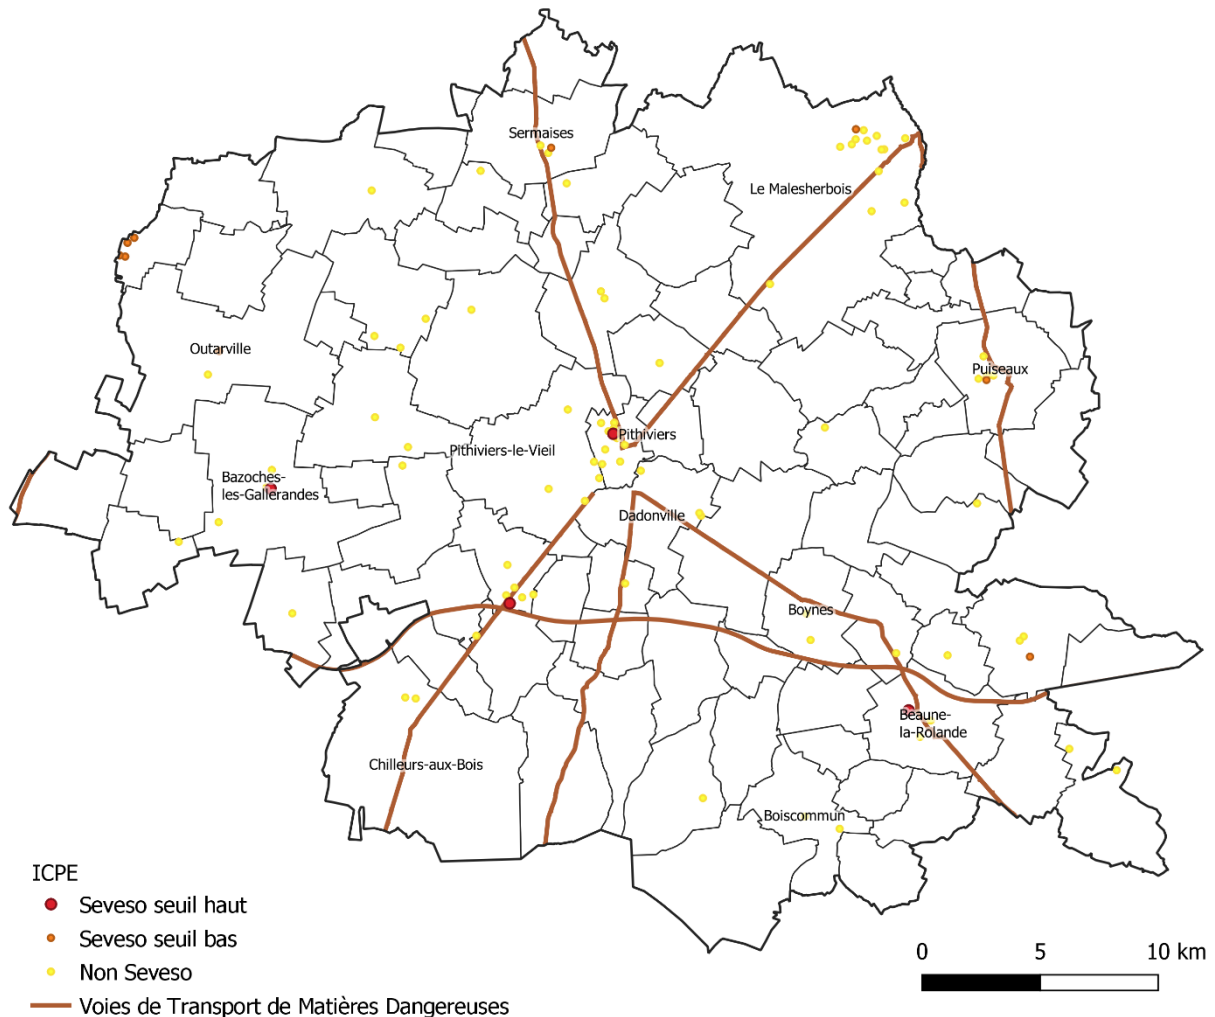 Sermaises
Le Malesherbois
Outarville
Puiseaux
Pithiviers
Pithiviers-le-Vieil
Bazoches-
les-Gallerandes
Dadonville
Boynes
Beaune-
la-Rolande
Chilleurs-aux-Bois
Boiscommun
ICPE
Seveso seuil haut
Seveso seuil bas
Non Seveso
Voies de Transport de Matières Dangereuses
0 5 10 km